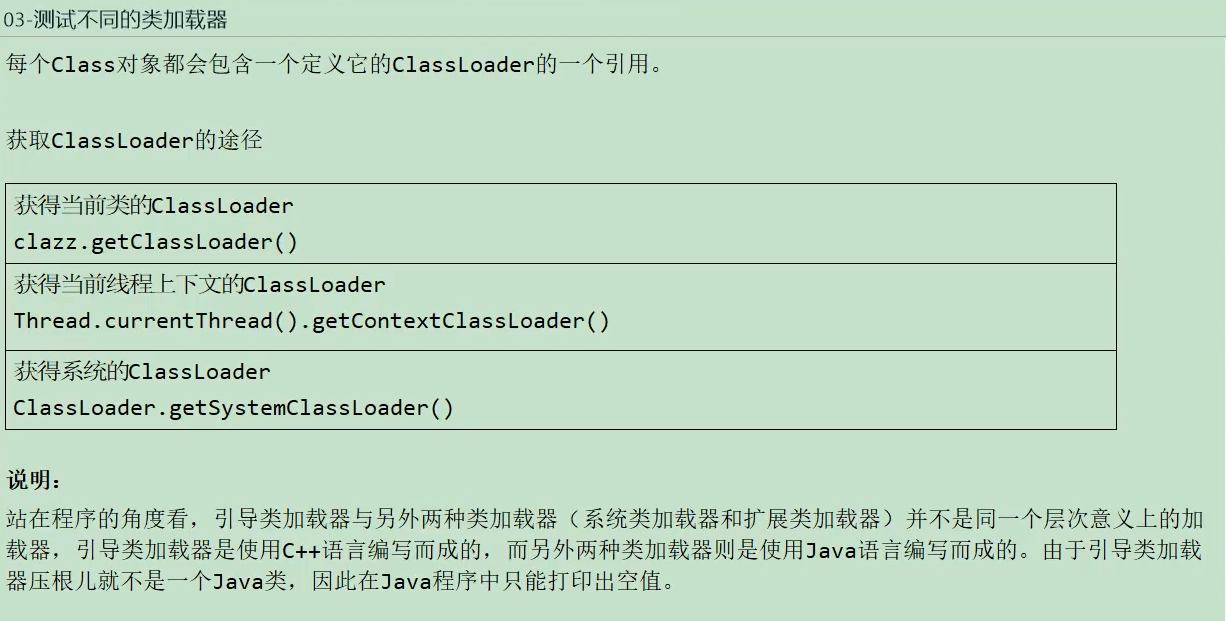 03-测试不同的类加载器
每个Class对象都会包含一个定义它的ClassLoader的一个引用。
获取ClassLoader的途径
获得当前类的ClassLoader
clazz.getClassLoader()
获得当前线程上下文的ClassLoader
Thread.currentThread().getContextClassLoader()
获得系统的ClassLoader
ClassLoader.getSystemClassLoader()
说明：
站在程序的角度看，引导类加载器与另外两种类加载器（系统类加载器和扩展类加载器）并不是同一个层次意义上的加
载器，引导类加载器是使用C++语言编写而成的，而另外两种类加载器则是使用Java语言编写而成的。由于引导类加载
器压根儿就不是一个Java类，因此在Java程序中只能打印出空值。